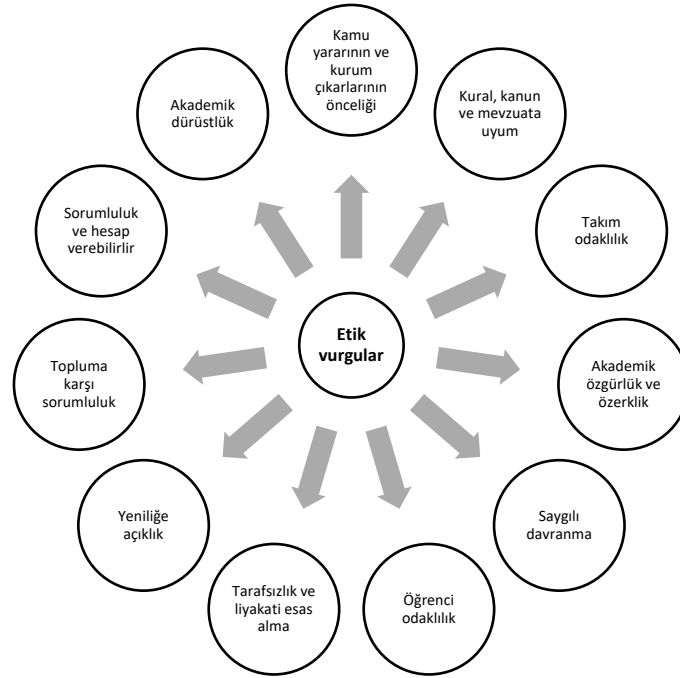 Kamu
yararının ve
kurum
çıkarlarının
önceliği
Kural, kanun
ve mevzuata
uyum
Takım
odaklılık
Akademik
özgürlük ve
özerklik
Saygılı
davranma
Öğrenci
odaklılık
Tarafsızlık ve
liyakati esas
alma
Yeniliğe
açıklık
Topluma
karşı
sorumluluk
Sorumluluk
ve hesap
verebilirlir
Akademik
dürüstlük
Etik
vurgular